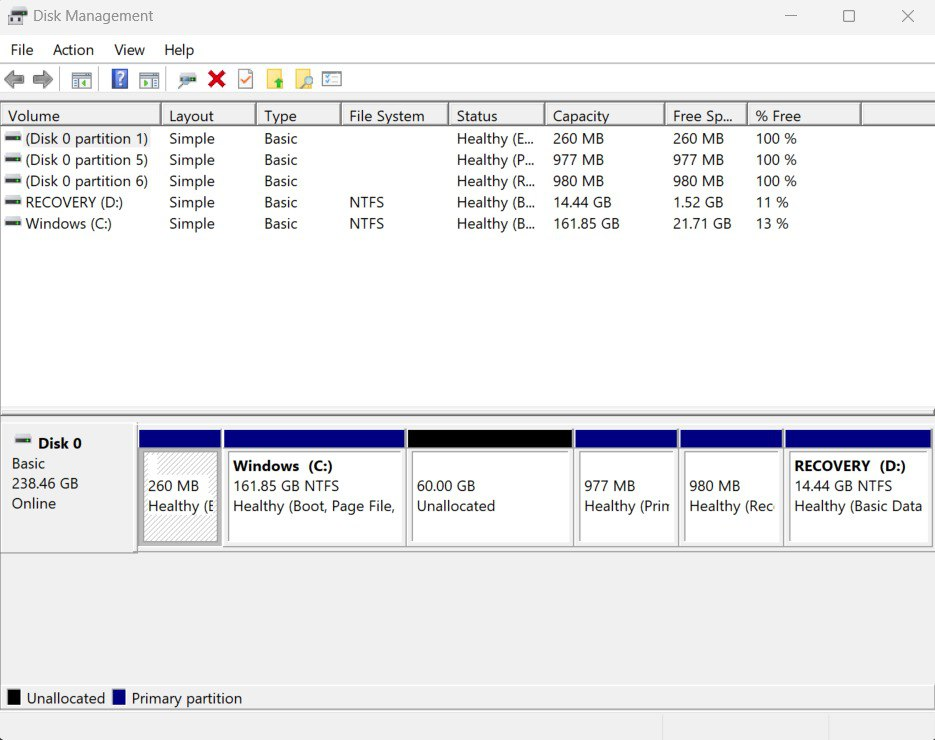 Disk Management
File Action View Help
Volume Layout Type File System Status Capacity Free Sp... % Free
(Disk 0 partition 1) Simple Basic Healthy (E... 260 MB 260 MB 100 %
(Disk 0 partition 5) Simple Basic Healthy (P... 977 MB 977 MB 100 %
(Disk 0 partition 6) Simple Basic Healthy (R... 980 MB 980 MB 100 %
RECOVERY (D:) Simple Basic NTFS Healthy (B... 14.44 GB 1.52 GB 11 %
Windows (C:) Simple Basic NTFS Healthy (B... 161.85 GB 21.71 GB 13 %
Disk 0
Basic
238.46 GB
Online
260 MB
Healthy (E
Windows (C:)
161.85 GB NTFS
Healthy (Boot, Page File,
60.00 GB
Unallocated
977 MB
Healthy (Prim
980 MB
Healthy (Rec
RECOVERY (D:)
14.44 GB NTFS
Healthy (Basic Data
Unallocated Primary partition